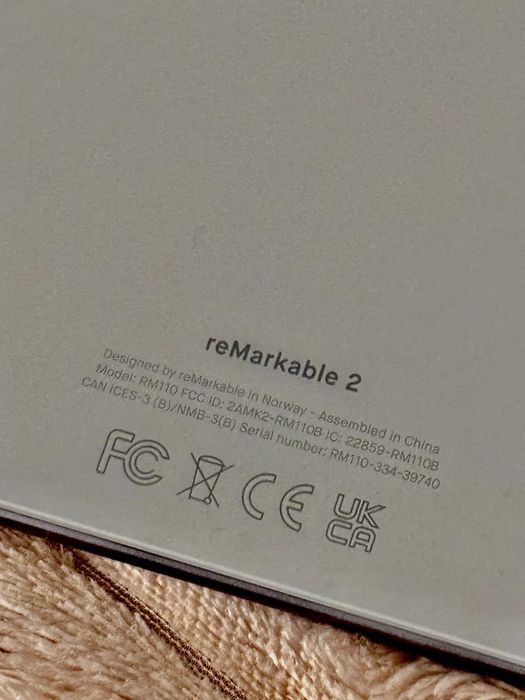 reMarkable 2
Designed by reMarkable in Norway - Assembled in China
Model: RM110 FCC ID: 2AMK2-RM110B IC: 22859-RM110B
CAN ICES-3 (B)/NMB-3(B) Serial number: RM110-334-39740
FC CE UK
CA